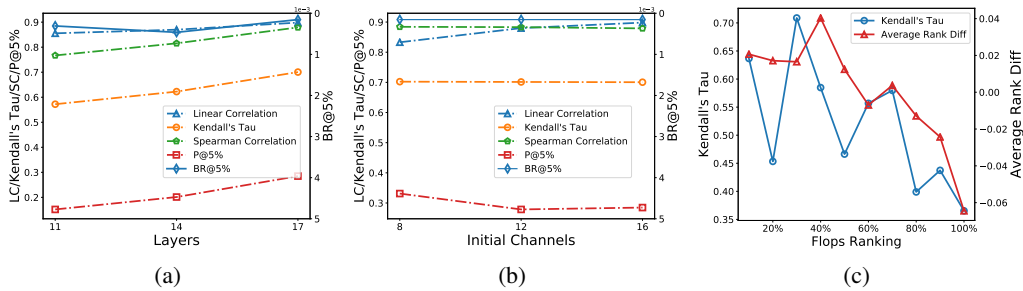 LC/Kendall's Tau/SC/P@5%
0.9
0.8
0.7
0.6
0.5
0.4
0.3
0.2
1e-3
0
1
2
3
4
5
BR@5%
Linear Correlation
Kendall's Tau
Spearman Correlation
P@5%
BR@5%
11
14
17
Layers
(a)
LC/Kendall's Tau/SC/P@5%
0.9
0.8
0.7
0.6
0.5
0.4
0.3
1e-3
0
1
2
3
4
5
BR@5%
Linear Correlation
Kendall's Tau
Spearman Correlation
P@5%
BR@5%
8
12
16
Initial Channels
(b)
Kendall's Tau
0.70
0.65
0.60
0.55
0.50
0.45
0.40
0.35
Kendall's Tau
Average Rank Diff
0.04
0.02
0.00
−0.02
−0.04
−0.06
Average Rank Diff
20%
40%
60%
80%
100%
Flops Ranking
(c)